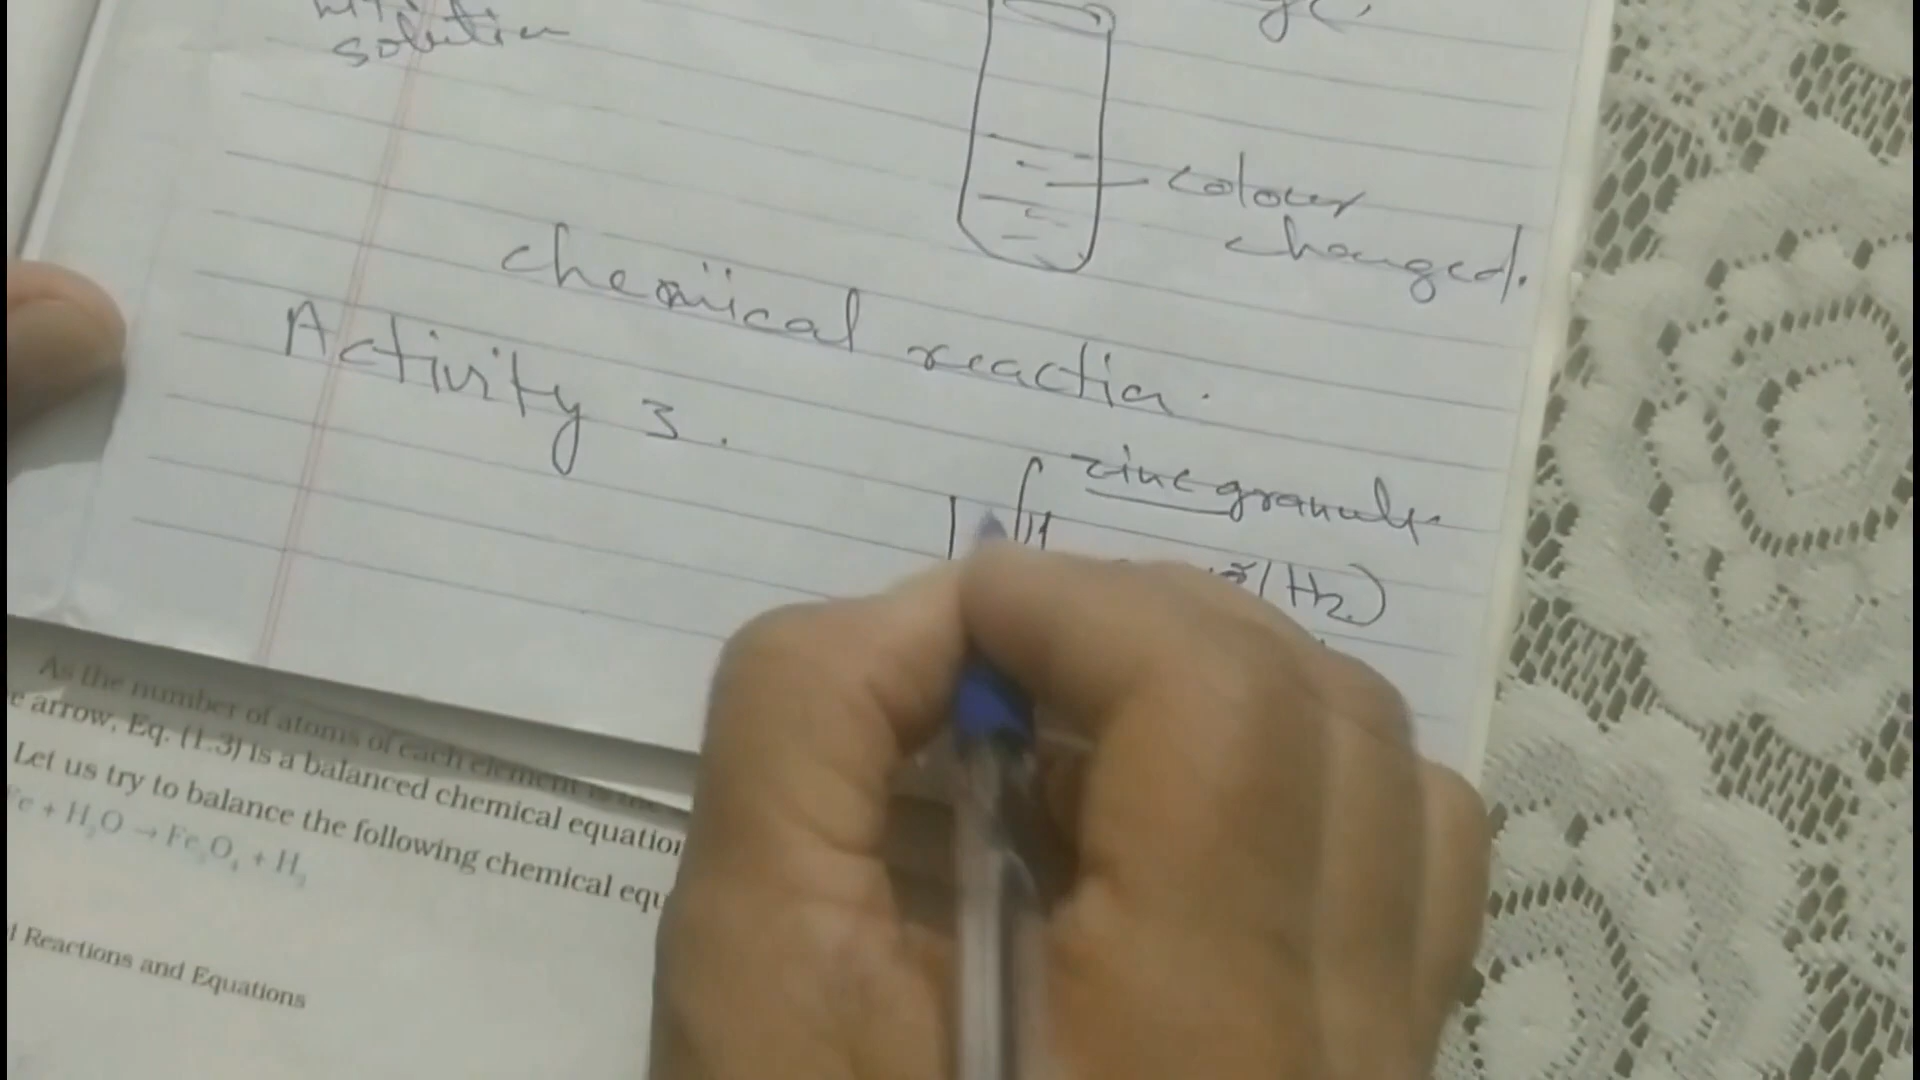 solution
colour
changed.
chemical reaction.
Activity 3.
zinc granules
/H2)
As the number of atoms of each element is
arrow, Eq. (1.3) is a balanced chemical equation
Let us try to balance the following chemical equ
Fe + H2O → Fe3O4 + H2
l Reactions and Equations